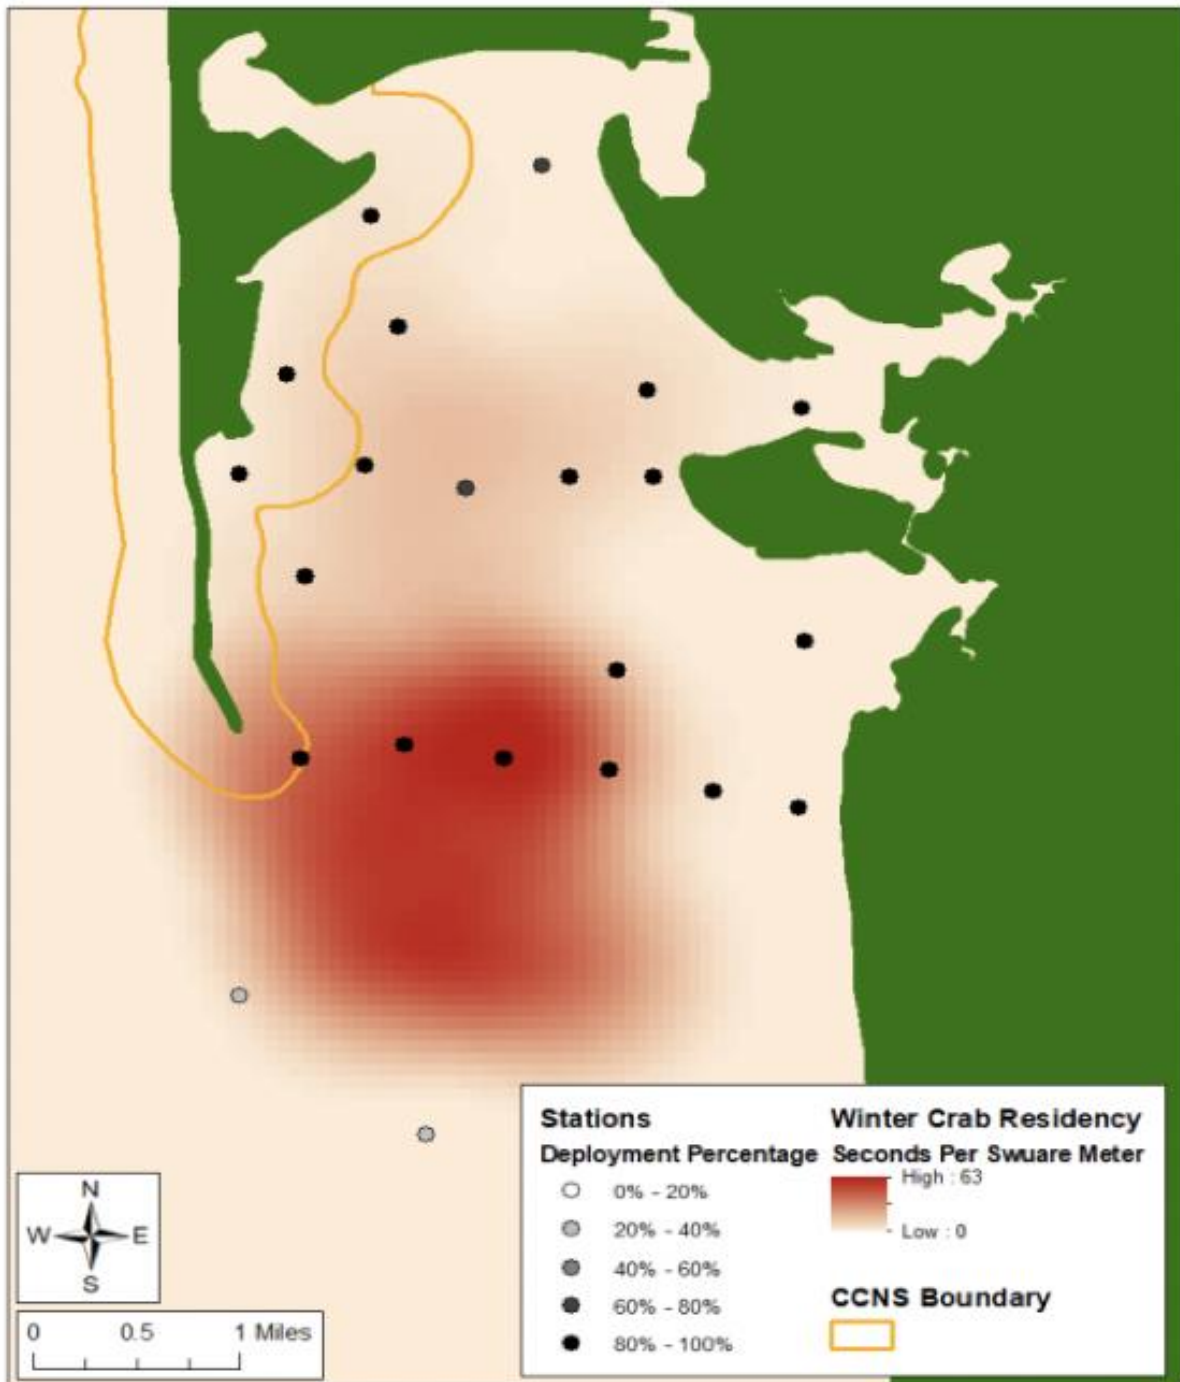 Stations
Deployment Percentage
0% - 20%
20% - 40%
40% - 60%
60% - 80%
80% - 100%
Winter Crab Residency
Seconds Per Swuare Meter
High : 63
Low : 0
CCNS Boundary
N
W E
S
0 0.5 1 Miles